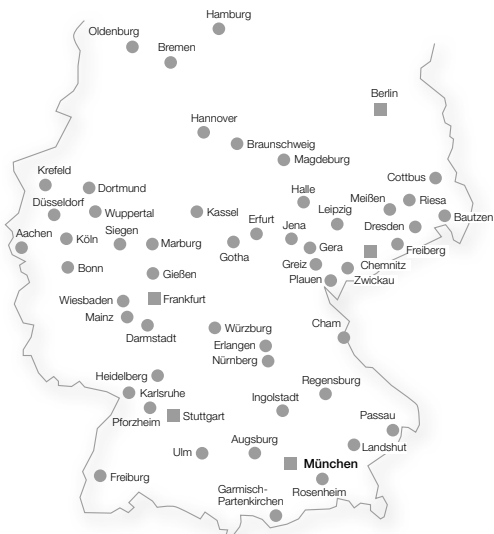 Hamburg
Oldenburg
Bremen
Berlin
Hannover
Braunschweig
Magdeburg
Krefeld
Dortmund
Düsseldorf
Wuppertal
Kassel
Halle
Leipzig
Meißen
Cottbus
Riesa
Bautzen
Aachen
Köln
Siegen
Marburg
Erfurt
Gotha
Jena
Gera
Dresden
Freiberg
Bonn
Gießen
Greiz
Chemnitz
Plauen
Zwickau
Wiesbaden
Frankfurt
Mainz
Darmstadt
Würzburg
Cham
Erlangen
Nürnberg
Heidelberg
Karlsruhe
Pforzheim
Stuttgart
Regensburg
Ingolstadt
Passau
Landshut
Ulm
Augsburg
München
Freiburg
Garmisch-
Partenkirchen
Rosenheim